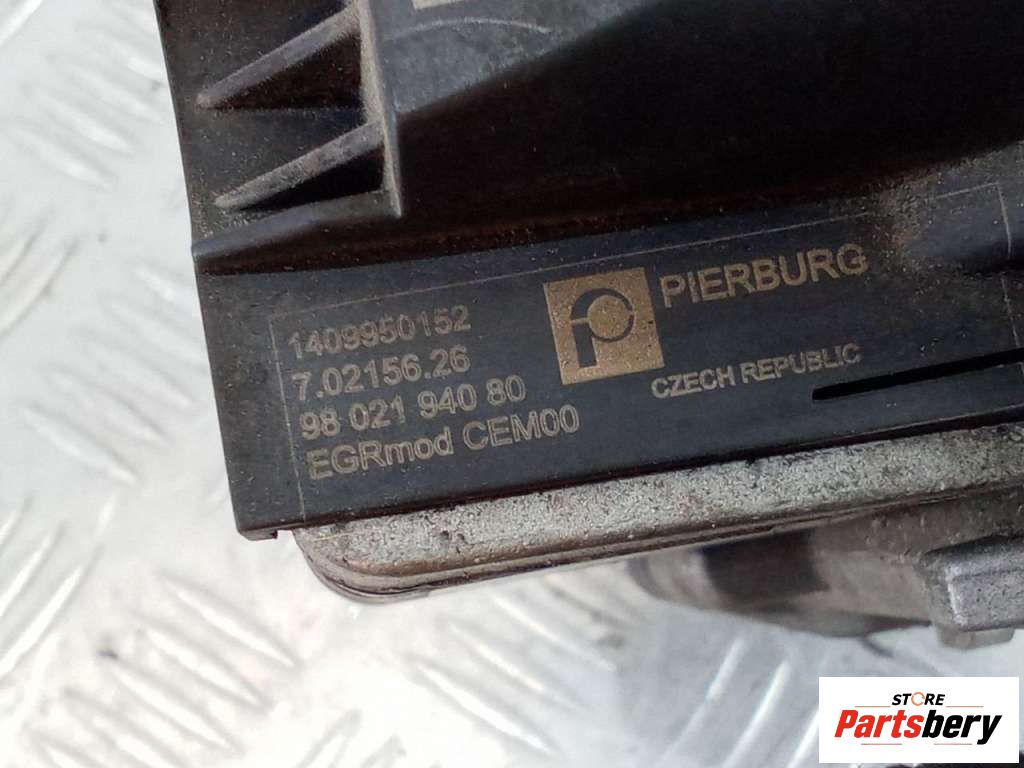 1409950152
7.02156.26
98 021 940 80
EGRmod CEM00
PIERBURG
CZECH REPUBLIC
STORE
Partsbery